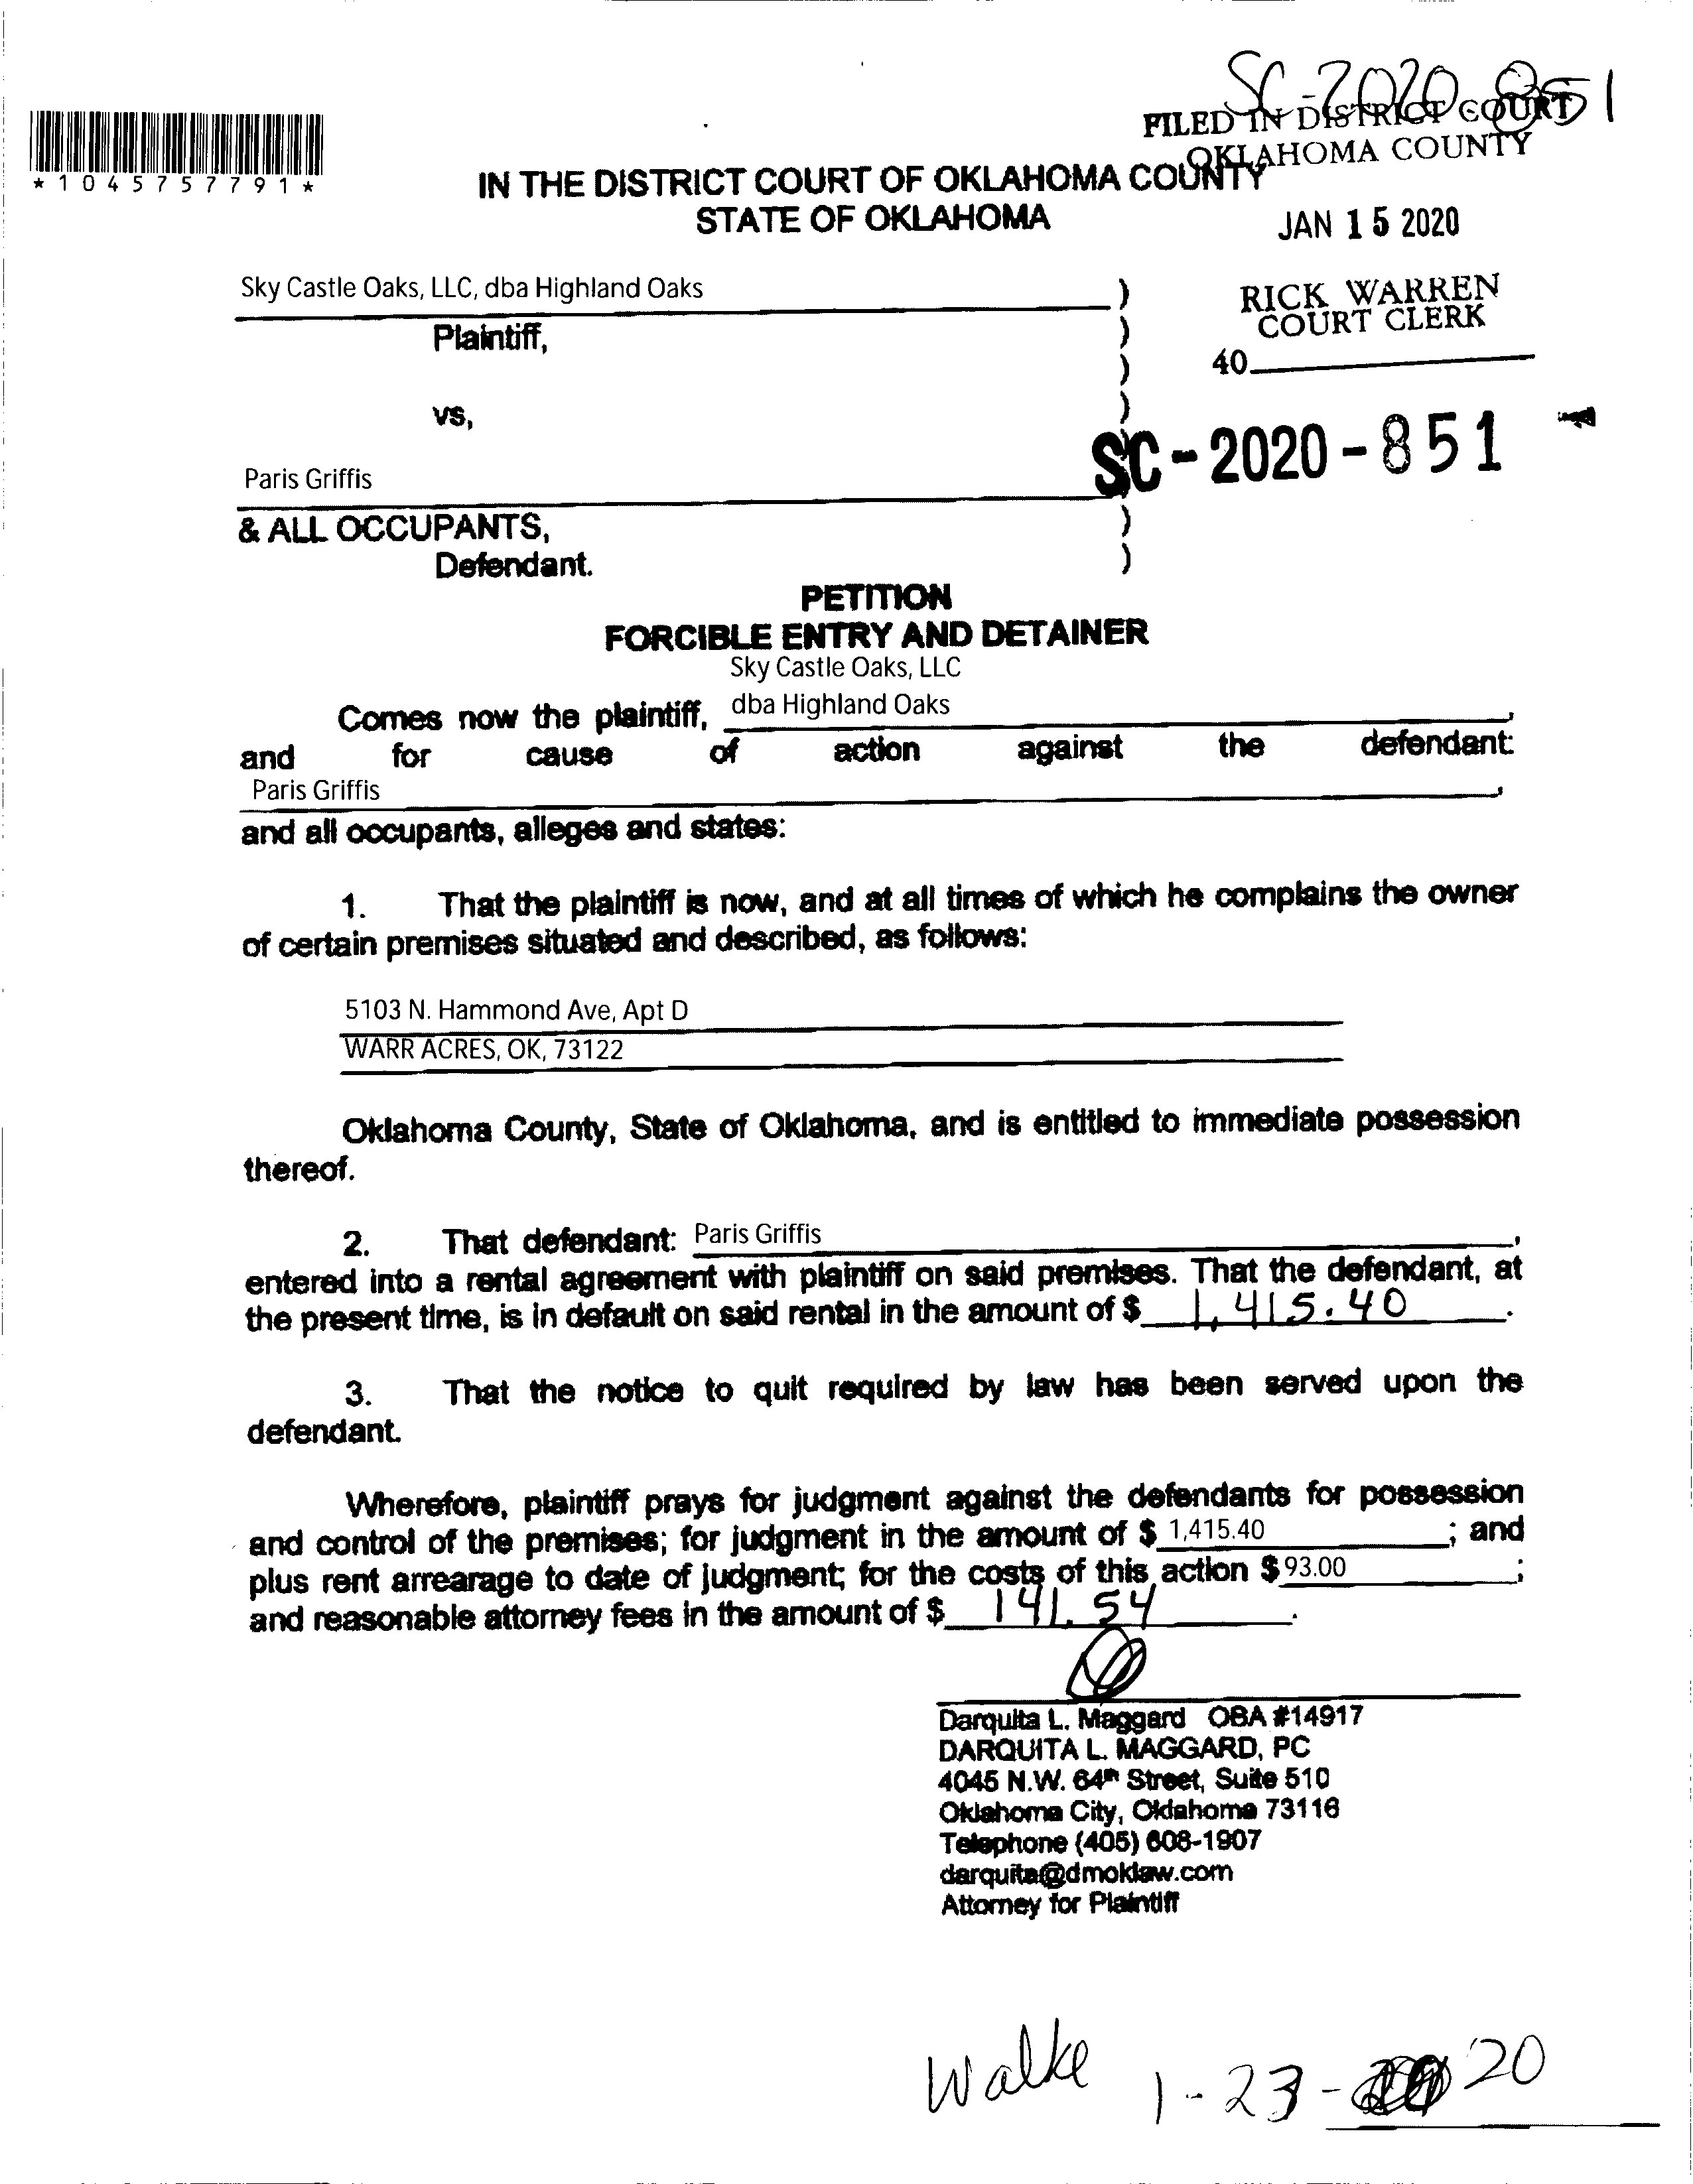 SC-2020-851
FILED IN DISTRICT COURT
OKLAHOMA COUNTY
*1045757791*
IN THE DISTRICT COURT OF OKLAHOMA COUNTY
STATE OF OKLAHOMA
JAN 15 2020
Sky Castle Oaks, LLC, dba Highland Oaks )
RICK WARREN
COURT CLERK
Plaintiff, )
) 40
vs, )
SC-2020-851
Paris Griffis
& ALL OCCUPANTS, )
Defendant. )
PETITION
FORCIBLE ENTRY AND DETAINER
Sky Castle Oaks, LLC
Comes now the plaintiff, dba Highland Oaks,
and for cause of action against the defendant:
Paris Griffis,
and all occupants, alleges and states:
1. That the plaintiff is now, and at all times of which he complains the owner
of certain premises situated and described, as follows:
5103 N. Hammond Ave, Apt D
WARR ACRES, OK, 73122
Oklahoma County, State of Oklahoma, and is entitled to immediate possession
thereof.
2. That defendant: Paris Griffis,
entered into a rental agreement with plaintiff on said premises. That the defendant, at
the present time, is in default on said rental in the amount of $ 1,415.40.
3. That the notice to quit required by law has been served upon the
defendant.
Wherefore, plaintiff prays for judgment against the defendants for possession
and control of the premises; for judgment in the amount of $ 1,415.40; and
plus rent arrearage to date of judgment; for the costs of this action $ 93.00;
and reasonable attorney fees in the amount of $ 141.54.
Darquita L. Maggard OBA #14917
DARQUITA L. MAGGARD, PC
4045 N.W. 64th Street, Suite 510
Oklahoma City, Oklahoma 73116
Telephone (405) 608-1907
darquita@dmoklaw.com
Attorney for Plaintiff
Walke 1-23-20